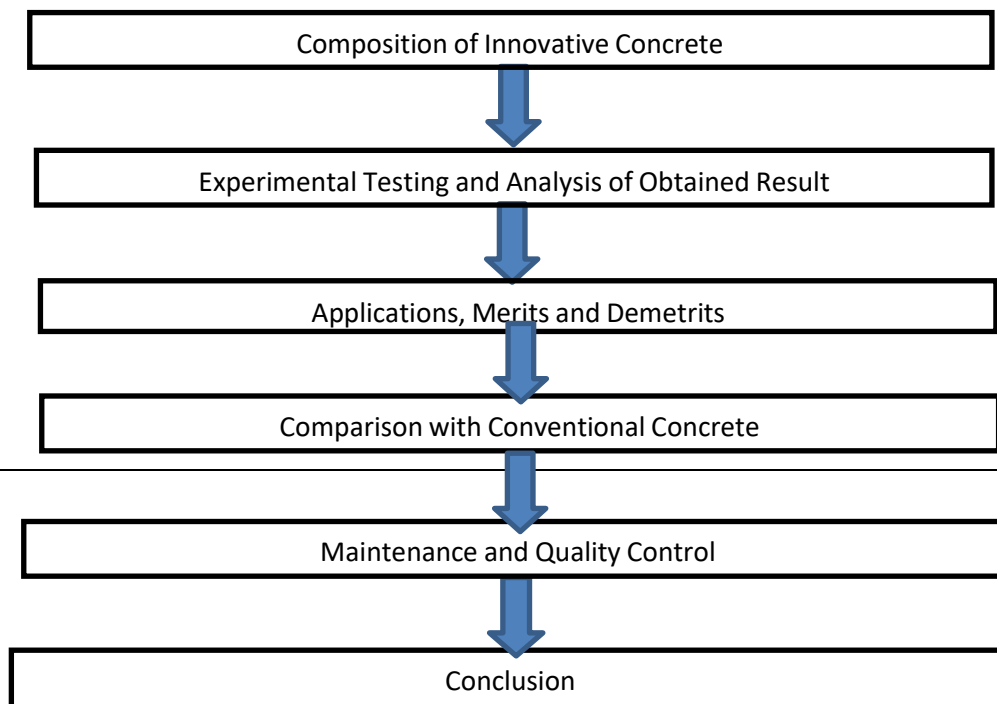 Composition of Innovative Concrete
Experimental Testing and Analysis of Obtained Result
Applications, Merits and Demetrits
Comparison with Conventional Concrete
Maintenance and Quality Control
Conclusion